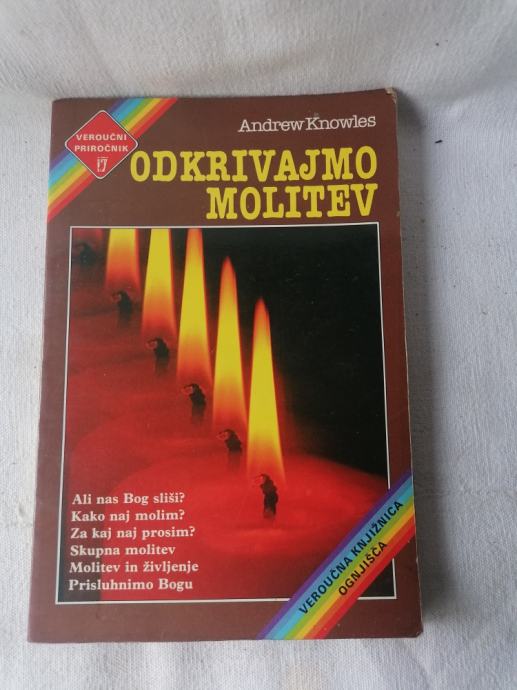 VEROUČNI
PRIROČNIK
17
Andrew Knowles
ODKRIVAJMO
MOLITEV
Ali nas Bog sliši?
Kako naj molim?
Za kaj naj prosim?
Skupna molitev
Molitev in življenje
Prisluhnimo Bogu
VEROUČNA KNJIŽNICA
OGNJIŠČA